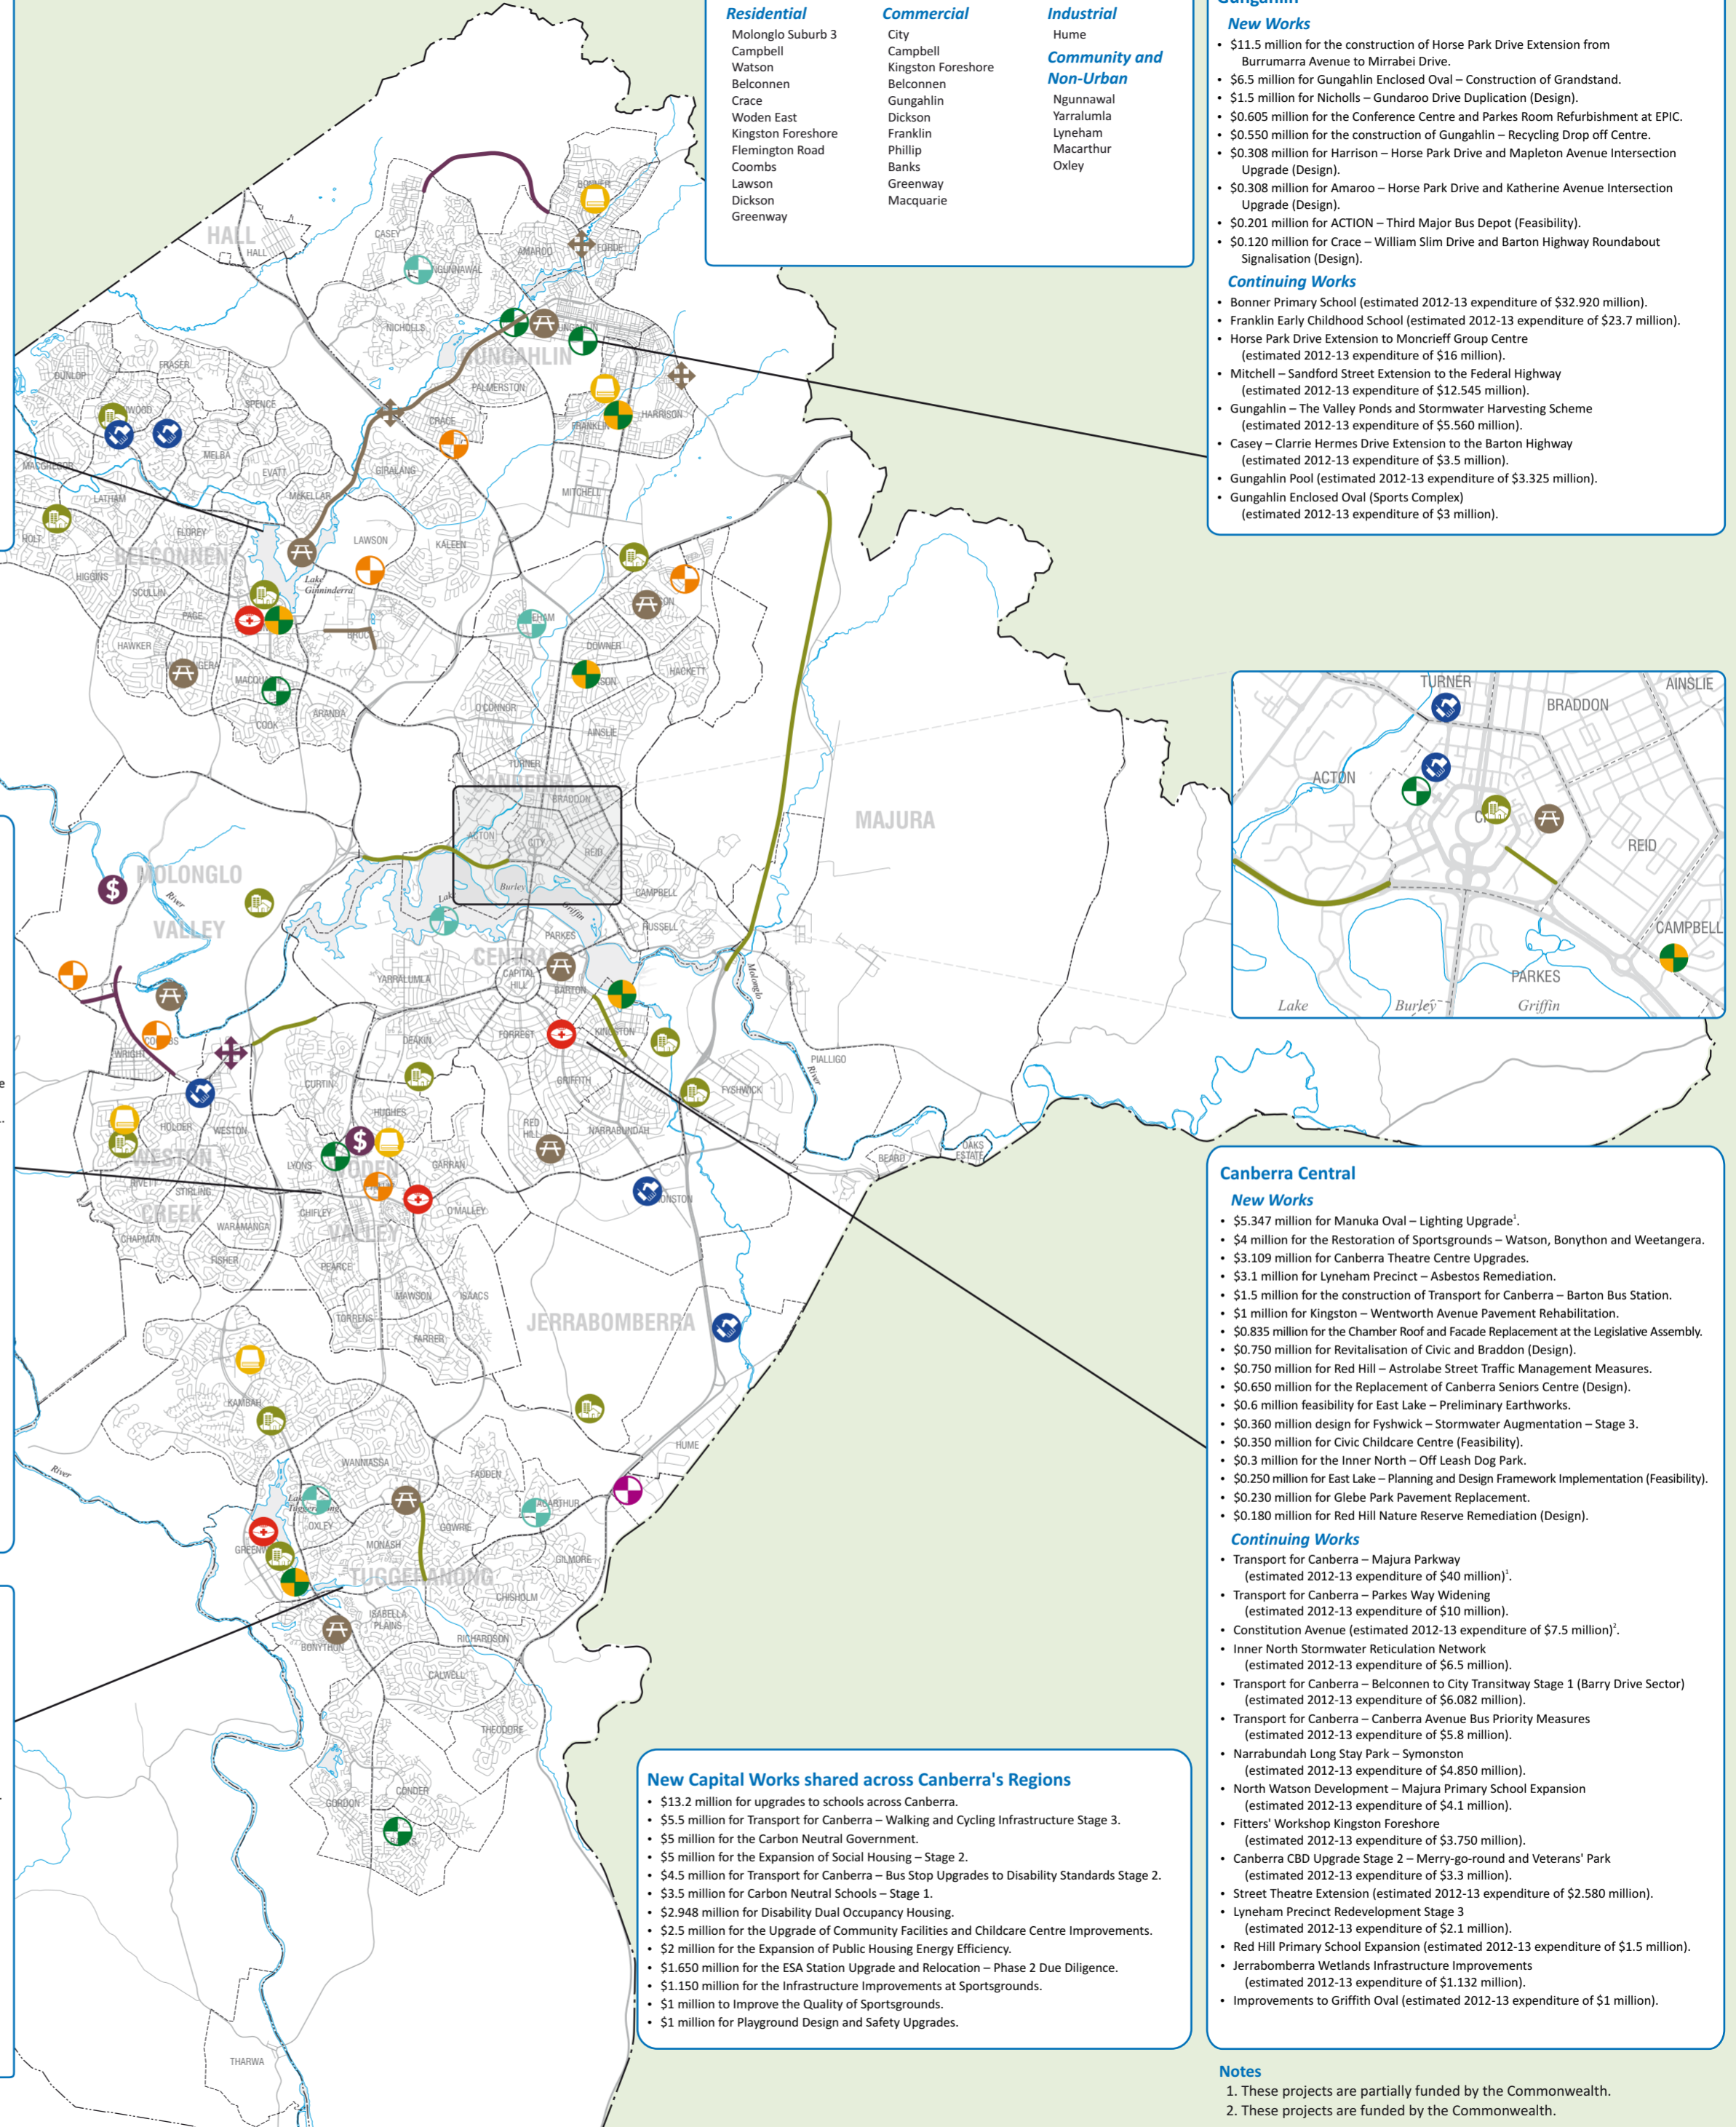 Residential
Molonglo Suburb 3
Campbell
Watson
Belconnen
Crace
Woden East
Kingston Foreshore
Flemington Road
Coombs
Lawson
Dickson
Greenway
Commercial
City
Campbell
Kingston Foreshore
Belconnen
Gungahlin
Dickson
Franklin
Phillip
Banks
Greenway
Macquarie
Industrial
Hume
Community and
Non-Urban
Ngunnawal
Yarralumla
Lyneham
Macarthur
Oxley
Gungahlin
New Works
• $11.5 million for the construction of Horse Park Drive Extension from
Burrumarra Avenue to Mirrabei Drive.
• $6.5 million for Gungahlin Enclosed Oval – Construction of Grandstand.
• $1.5 million for Nicholls – Gundaroo Drive Duplication (Design).
• $0.605 million for the Conference Centre and Parkes Room Refurbishment at EPIC.
• $0.550 million for the construction of Gungahlin – Recycling Drop off Centre.
• $0.308 million for Harrison – Horse Park Drive and Mapleton Avenue Intersection
Upgrade (Design).
• $0.308 million for Amaroo – Horse Park Drive and Katherine Avenue Intersection
Upgrade (Design).
• $0.201 million for ACTION – Third Major Bus Depot (Feasibility).
• $0.120 million for Crace – William Slim Drive and Barton Highway Roundabout
Signalisation (Design).
Continuing Works
• Bonner Primary School (estimated 2012-13 expenditure of $32.920 million).
• Franklin Early Childhood School (estimated 2012-13 expenditure of $23.7 million).
• Horse Park Drive Extension to Moncrieff Group Centre
(estimated 2012-13 expenditure of $16 million).
• Mitchell – Sandford Street Extension to the Federal Highway
(estimated 2012-13 expenditure of $12.545 million).
• Gungahlin – The Valley Ponds and Stormwater Harvesting Scheme
(estimated 2012-13 expenditure of $5.560 million).
• Casey – Clarrie Hermes Drive Extension to the Barton Highway
(estimated 2012-13 expenditure of $3.5 million).
• Gungahlin Pool (estimated 2012-13 expenditure of $3.325 million).
• Gungahlin Enclosed Oval (Sports Complex)
(estimated 2012-13 expenditure of $3 million).
HALL
HALL
CASEY
BONNER
AMAROO
FORDE
NGUNNAWAL
NICHOLLS
GUNGAHLIN
PALMERSTON
CRACE
HARRISON
FRANKLIN
MITCHELL
GIRALANG
DUNLOP
FRASER
SPENCE
MELBA
EVATT
MACGREGOR
LATHAM
McKELLAR
FLOREY
HOLT
BELCONNEN
LAWSON
KALEEN
HIGGINS
SCULLIN
PAGE
Lake
Ginninderra
BRUCE
HAWKER
MACQUARIE
COOK
ARANDA
DOWNER
HACKETT
O'CONNOR
AINSLIE
TURNER
CANBERRA
BRADDON
ACTON
CITY
REID
CAMPBELL
MAJURA
Lake
Burley
Griffin
RUSSELL
PARKES
MOLONGLO
River
VALLEY
YARRALUMLA
CENTRAL
CAPITAL
HILL
BARTON
Molonglo
River
FORREST
KINGSTON
DEAKIN
WRIGHT
COOMBS
CURTIN
GRIFFITH
PIALLIGO
FYSHWICK
HUGHES
RED
HILL
NARRABUNDAH
HOLDER
WESTON
WESTON
LYONS
WODEN
GARRAN
RIVETT
STIRLING
CREEK
WARAMANGA
CHIFLEY
O'MALLEY
VALLEY
CHAPMAN
FISHER
PEARCE
MAWSON
ISAACS
TORRENS
FARRER
BEARD
OAKS
ESTATE
JERRABOMBERRA
HUME
KAMBAH
WANNIASSA
FADDEN
MACARTHUR
River
OXLEY
GOWRIE
MONASH
GILMORE
TUGGERANONG
CHISHOLM
ISABELLA
PLAINS
BONYTHON
RICHARDSON
CALWELL
THEODORE
CONDER
GORDON
THARWA
TURNER
BRADDON
AINSLIE
ACTON
REID
CAMPBELL
PARKES
Lake
Burley
Griffin
Canberra Central
New Works
• $5.347 million for Manuka Oval – Lighting Upgrade¹.
• $4 million for the Restoration of Sportsgrounds – Watson, Bonython and Weetangera.
• $3.109 million for Canberra Theatre Centre Upgrades.
• $3.1 million for Lyneham Precinct – Asbestos Remediation.
• $1.5 million for the construction of Transport for Canberra – Barton Bus Station.
• $1 million for Kingston – Wentworth Avenue Pavement Rehabilitation.
• $0.835 million for the Chamber Roof and Facade Replacement at the Legislative Assembly.
• $0.750 million for Revitalisation of Civic and Braddon (Design).
• $0.750 million for Red Hill – Astrolabe Street Traffic Management Measures.
• $0.650 million for the Replacement of Canberra Seniors Centre (Design).
• $0.6 million feasibility for East Lake – Preliminary Earthworks.
• $0.360 million design for Fyshwick – Stormwater Augmentation – Stage 3.
• $0.350 million for Civic Childcare Centre (Feasibility).
• $0.3 million for the Inner North – Off Leash Dog Park.
• $0.250 million for East Lake – Planning and Design Framework Implementation (Feasibility).
• $0.230 million for Glebe Park Pavement Replacement.
• $0.180 million for Red Hill Nature Reserve Remediation (Design).
Continuing Works
• Transport for Canberra – Majura Parkway
(estimated 2012-13 expenditure of $40 million)¹.
• Transport for Canberra – Parkes Way Widening
(estimated 2012-13 expenditure of $10 million).
• Constitution Avenue (estimated 2012-13 expenditure of $7.5 million)².
• Inner North Stormwater Reticulation Network
(estimated 2012-13 expenditure of $6.5 million).
• Transport for Canberra – Belconnen to City Transitway Stage 1 (Barry Drive Sector)
(estimated 2012-13 expenditure of $6.082 million).
• Transport for Canberra – Canberra Avenue Bus Priority Measures
(estimated 2012-13 expenditure of $5.8 million).
• Narrabundah Long Stay Park – Symonston
(estimated 2012-13 expenditure of $4.850 million).
• North Watson Development – Majura Primary School Expansion
(estimated 2012-13 expenditure of $4.1 million).
• Fitters' Workshop Kingston Foreshore
(estimated 2012-13 expenditure of $3.750 million).
• Canberra CBD Upgrade Stage 2 – Merry-go-round and Veterans' Park
(estimated 2012-13 expenditure of $3.3 million).
• Street Theatre Extension (estimated 2012-13 expenditure of $2.580 million).
• Lyneham Precinct Redevelopment Stage 3
(estimated 2012-13 expenditure of $2.1 million).
• Red Hill Primary School Expansion (estimated 2012-13 expenditure of $1.5 million).
• Jerrabomberra Wetlands Infrastructure Improvements
(estimated 2012-13 expenditure of $1.132 million).
• Improvements to Griffith Oval (estimated 2012-13 expenditure of $1 million).
New Capital Works shared across Canberra's Regions
• $13.2 million for upgrades to schools across Canberra.
• $5.5 million for Transport for Canberra – Walking and Cycling Infrastructure Stage 3.
• $5 million for the Carbon Neutral Government.
• $5 million for the Expansion of Social Housing – Stage 2.
• $4.5 million for Transport for Canberra – Bus Stop Upgrades to Disability Standards Stage 2.
• $3.5 million for Carbon Neutral Schools – Stage 1.
• $2.948 million for Disability Dual Occupancy Housing.
• $2.5 million for the Upgrade of Community Facilities and Childcare Centre Improvements.
• $2 million for the Expansion of Public Housing Energy Efficiency.
• $1.650 million for the ESA Station Upgrade and Relocation – Phase 2 Due Diligence.
• $1.150 million for the Infrastructure Improvements at Sportsgrounds.
• $1 million to Improve the Quality of Sportsgrounds.
• $1 million for Playground Design and Safety Upgrades.
Notes
1. These projects are partially funded by the Commonwealth.
2. These projects are funded by the Commonwealth.